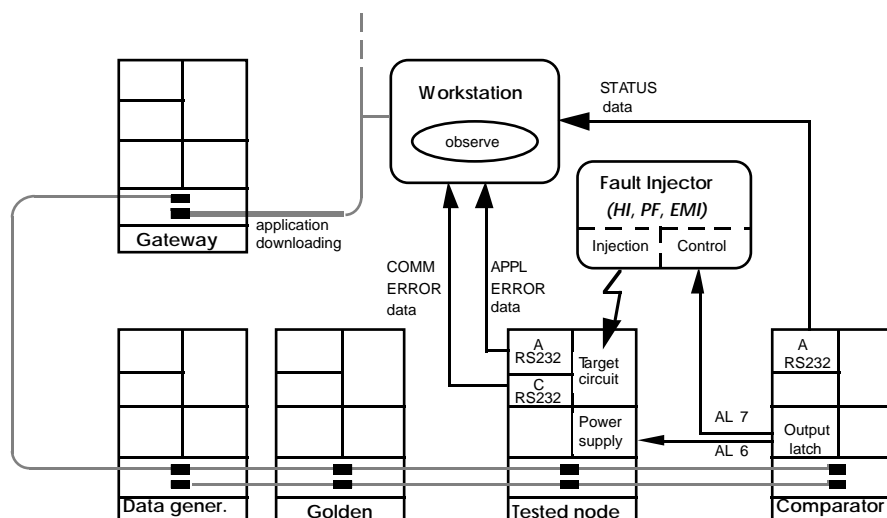 Workstation
observe
STATUS
data
Fault Injector
(HI, PF, EMI)
Injection
Control
application
downloading
Gateway
COMM
ERROR
data
APPL
ERROR
data
A
RS232
C
RS232
Target
circuit
Power
supply
A
RS232
AL 7
AL 6
Output
latch
Data gener.
Golden
Tested node
Comparator